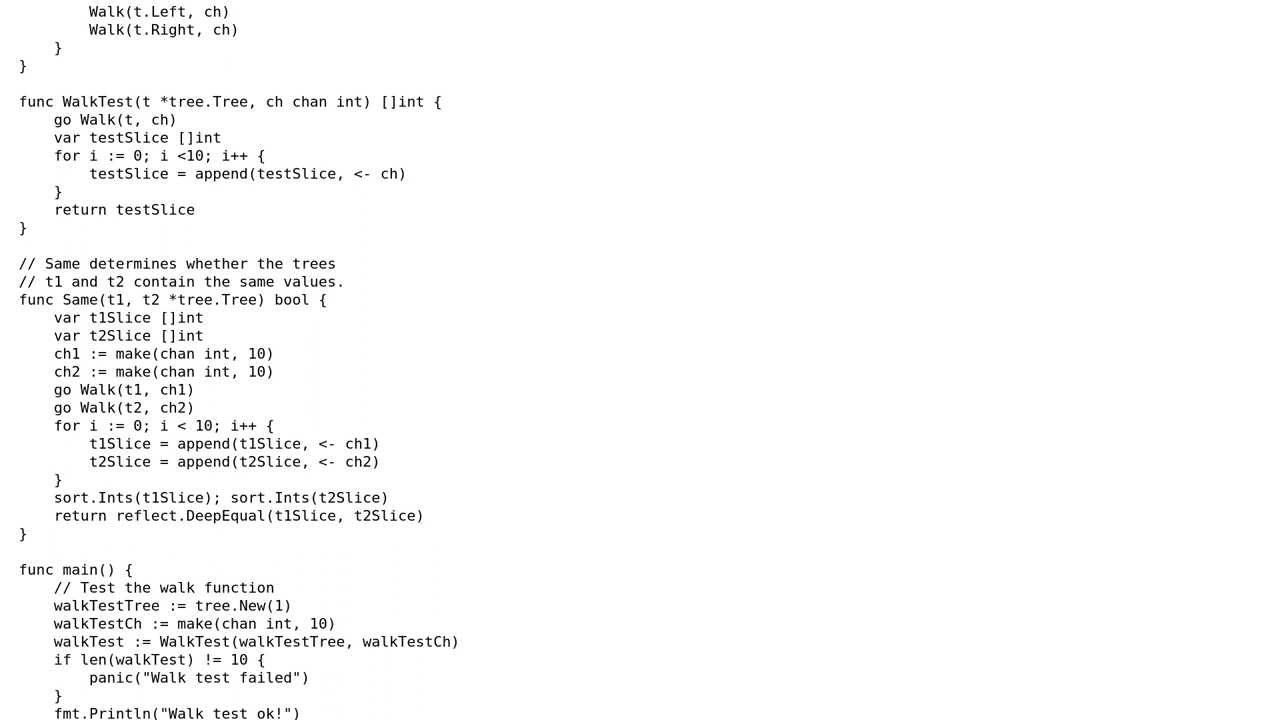 Walk(t.Left, ch)
        Walk(t.Right, ch)
    }
}

func WalkTest(t *tree.Tree, ch chan int) []int {
    go Walk(t, ch)
    var testSlice []int
    for i := 0; i <10; i++ {
        testSlice = append(testSlice, <- ch)
    }
    return testSlice
}

// Same determines whether the trees
// t1 and t2 contain the same values.
func Same(t1, t2 *tree.Tree) bool {
    var t1Slice []int
    var t2Slice []int
    ch1 := make(chan int, 10)
    ch2 := make(chan int, 10)
    go Walk(t1, ch1)
    go Walk(t2, ch2)
    for i := 0; i < 10; i++ {
        t1Slice = append(t1Slice, <- ch1)
        t2Slice = append(t2Slice, <- ch2)
    }
    sort.Ints(t1Slice); sort.Ints(t2Slice)
    return reflect.DeepEqual(t1Slice, t2Slice)
}

func main() {
    // Test the walk function
    walkTestTree := tree.New(1)
    walkTestCh := make(chan int, 10)
    walkTest := WalkTest(walkTestTree, walkTestCh)
    if len(walkTest) != 10 {
        panic("Walk test failed")
    }
    fmt.Println("Walk test ok!")